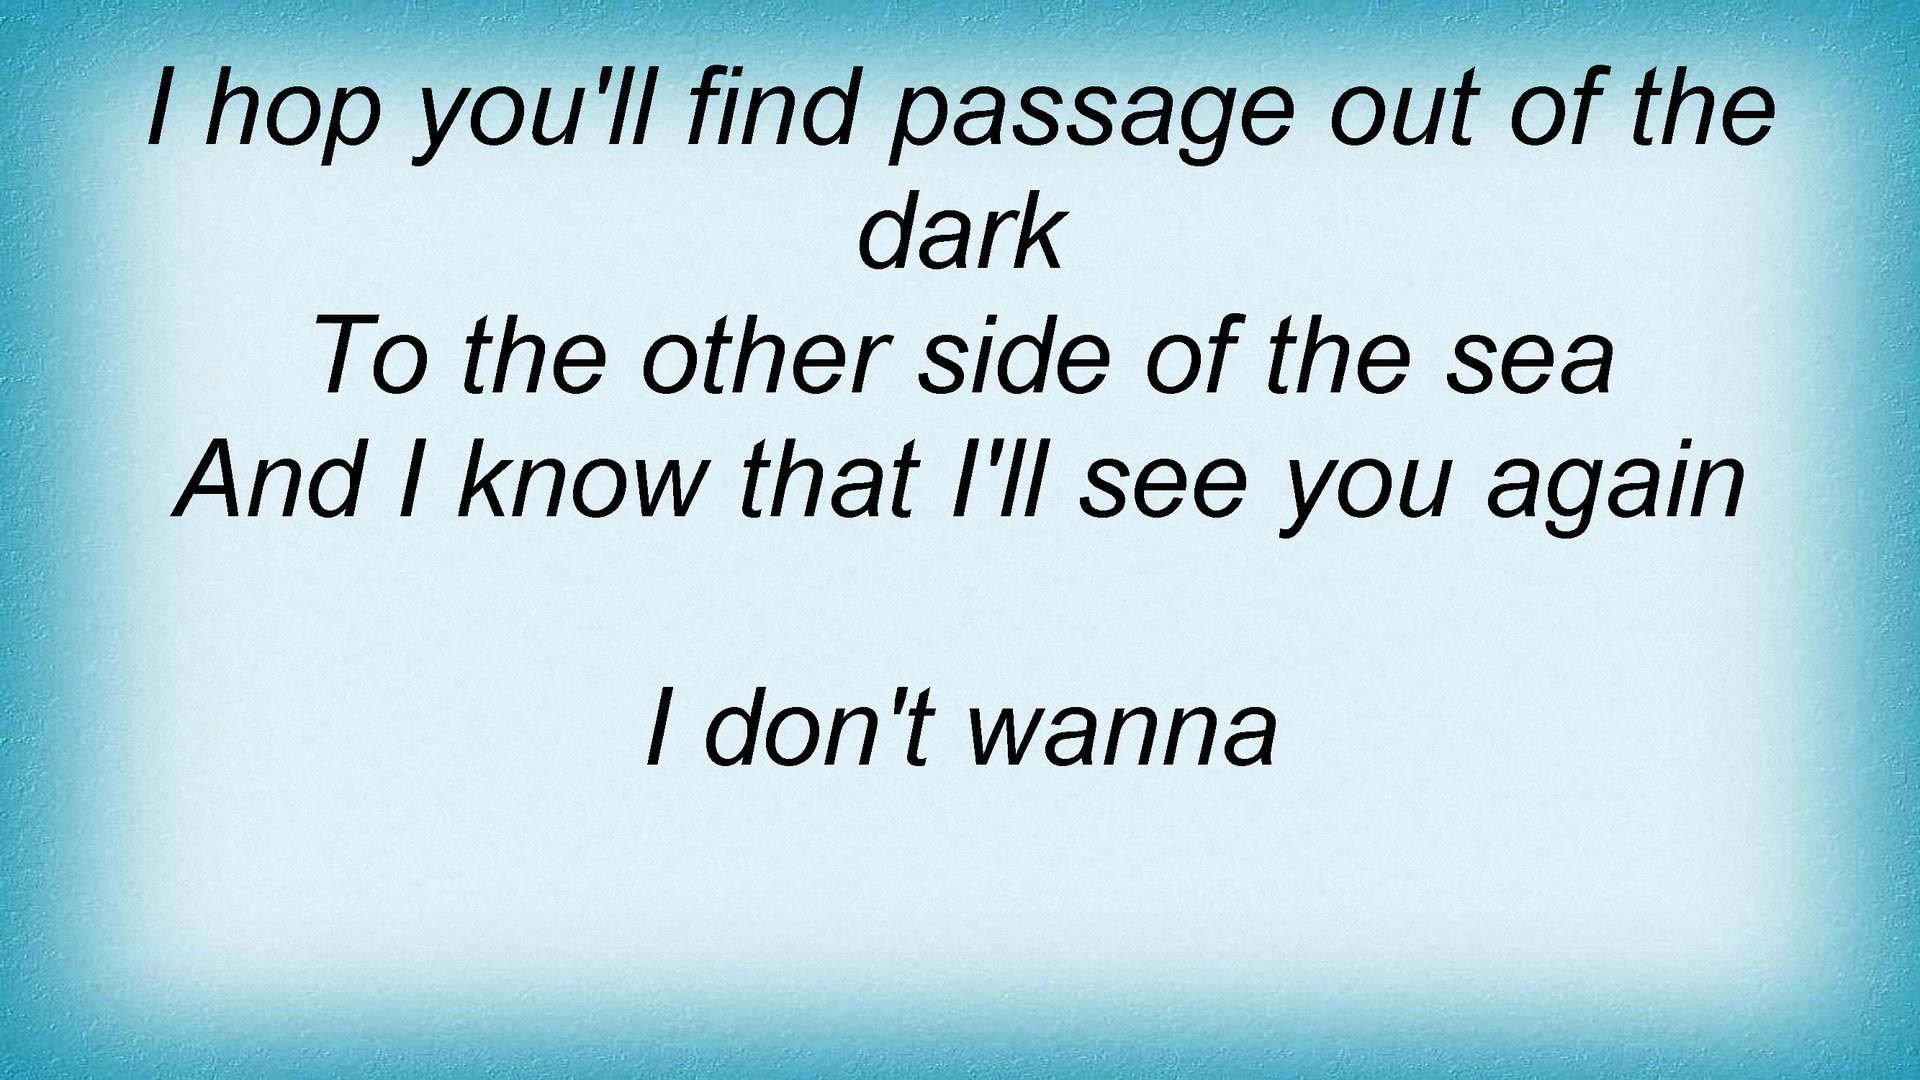 I hop you'll find passage out of the
dark
To the other side of the sea
And I know that I'll see you again
I don't wanna